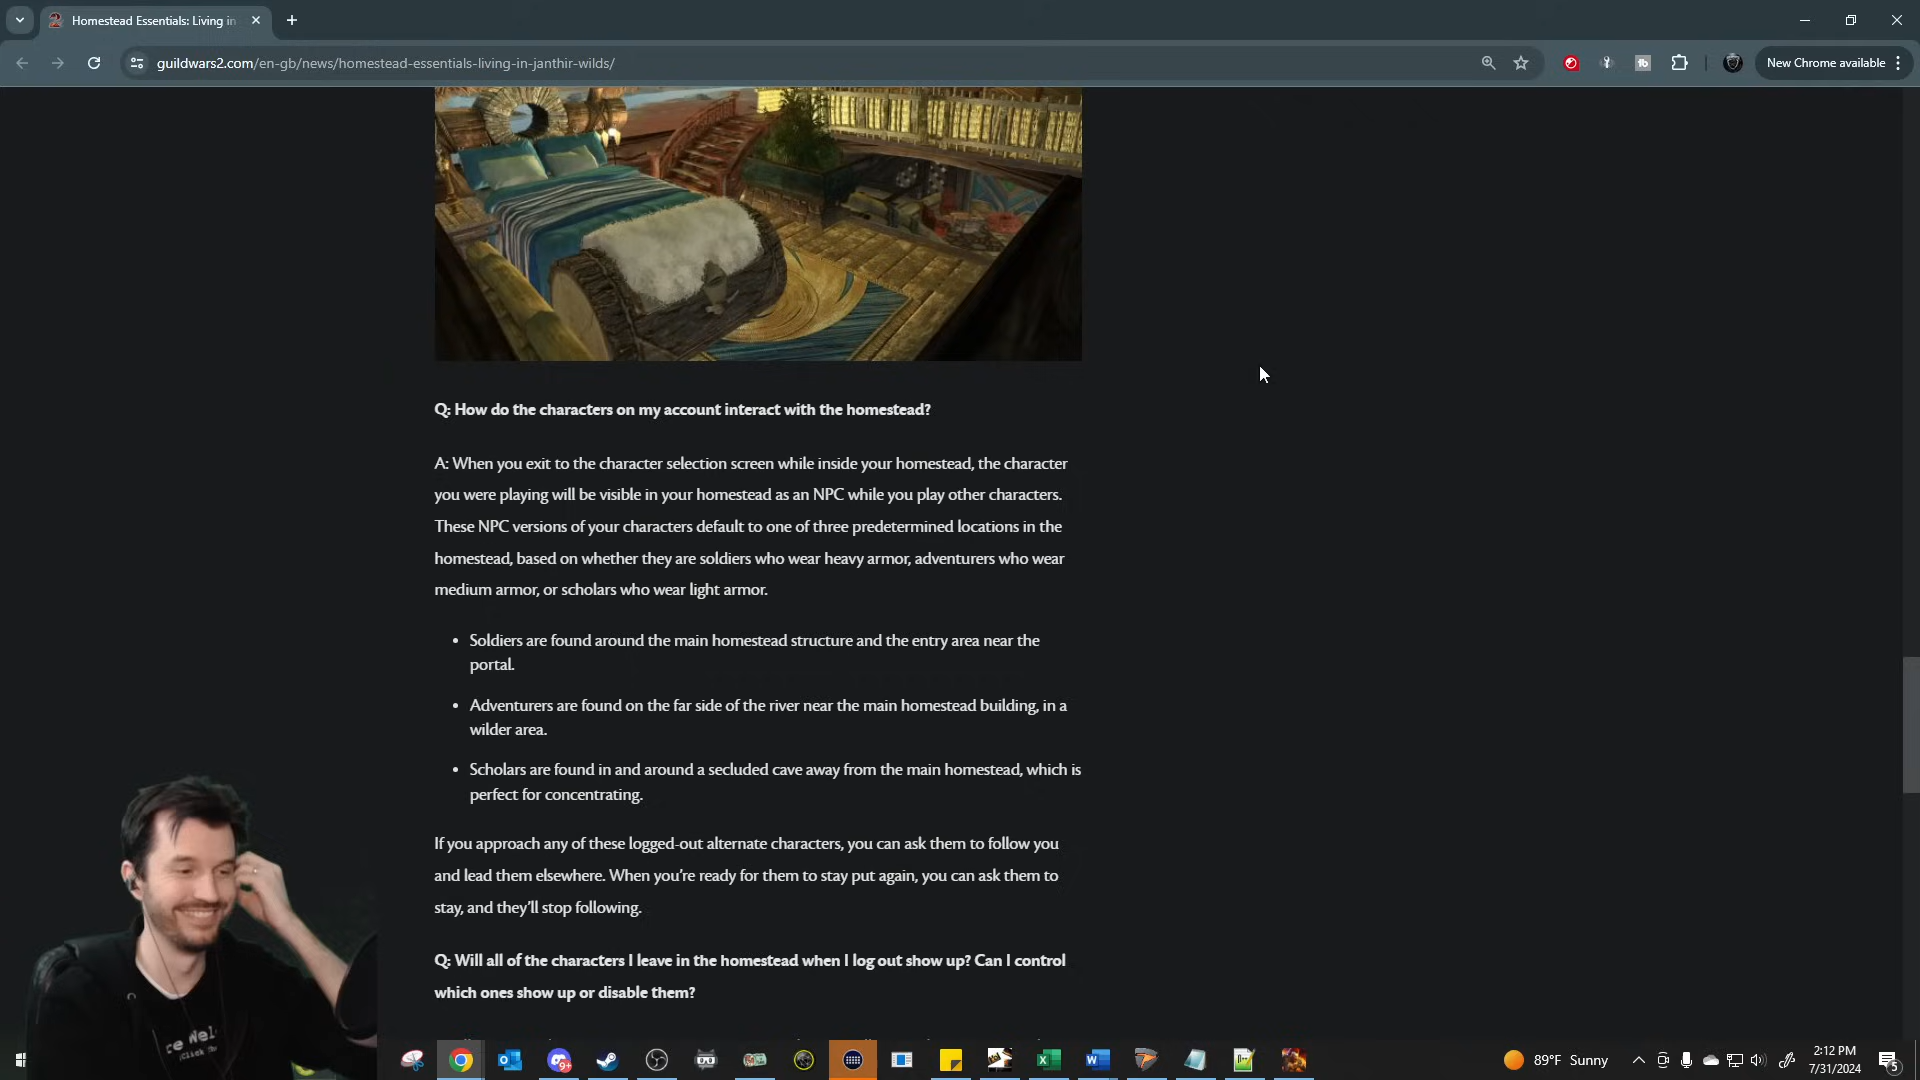 Homestead Essentials: Living in
guildwars2.com/en-gb/news/homestead-essentials-living-in-janthir-wilds/
New Chrome available
Q: How do the characters on my account interact with the homestead?
A: When you exit to the character selection screen while inside your homestead, the character
you were playing will be visible in your homestead as an NPC while you play other characters.
These NPC versions of your characters default to one of three predetermined locations in the
homestead, based on whether they are soldiers who wear heavy armor, adventurers who wear
medium armor, or scholars who wear light armor.
• Soldiers are found around the main homestead structure and the entry area near the
portal.
• Adventurers are found on the far side of the river near the main homestead building, in a
wilder area.
• Scholars are found in and around a secluded cave away from the main homestead, which is
perfect for concentrating.
If you approach any of these logged-out alternate characters, you can ask them to follow you
and lead them elsewhere. When you’re ready for them to stay put again, you can ask them to
stay, and they’ll stop following.
Q: Will all of the characters I leave in the homestead when I log out show up? Can I control
which ones show up or disable them?
89°F Sunny
2:12 PM
7/31/2024
5